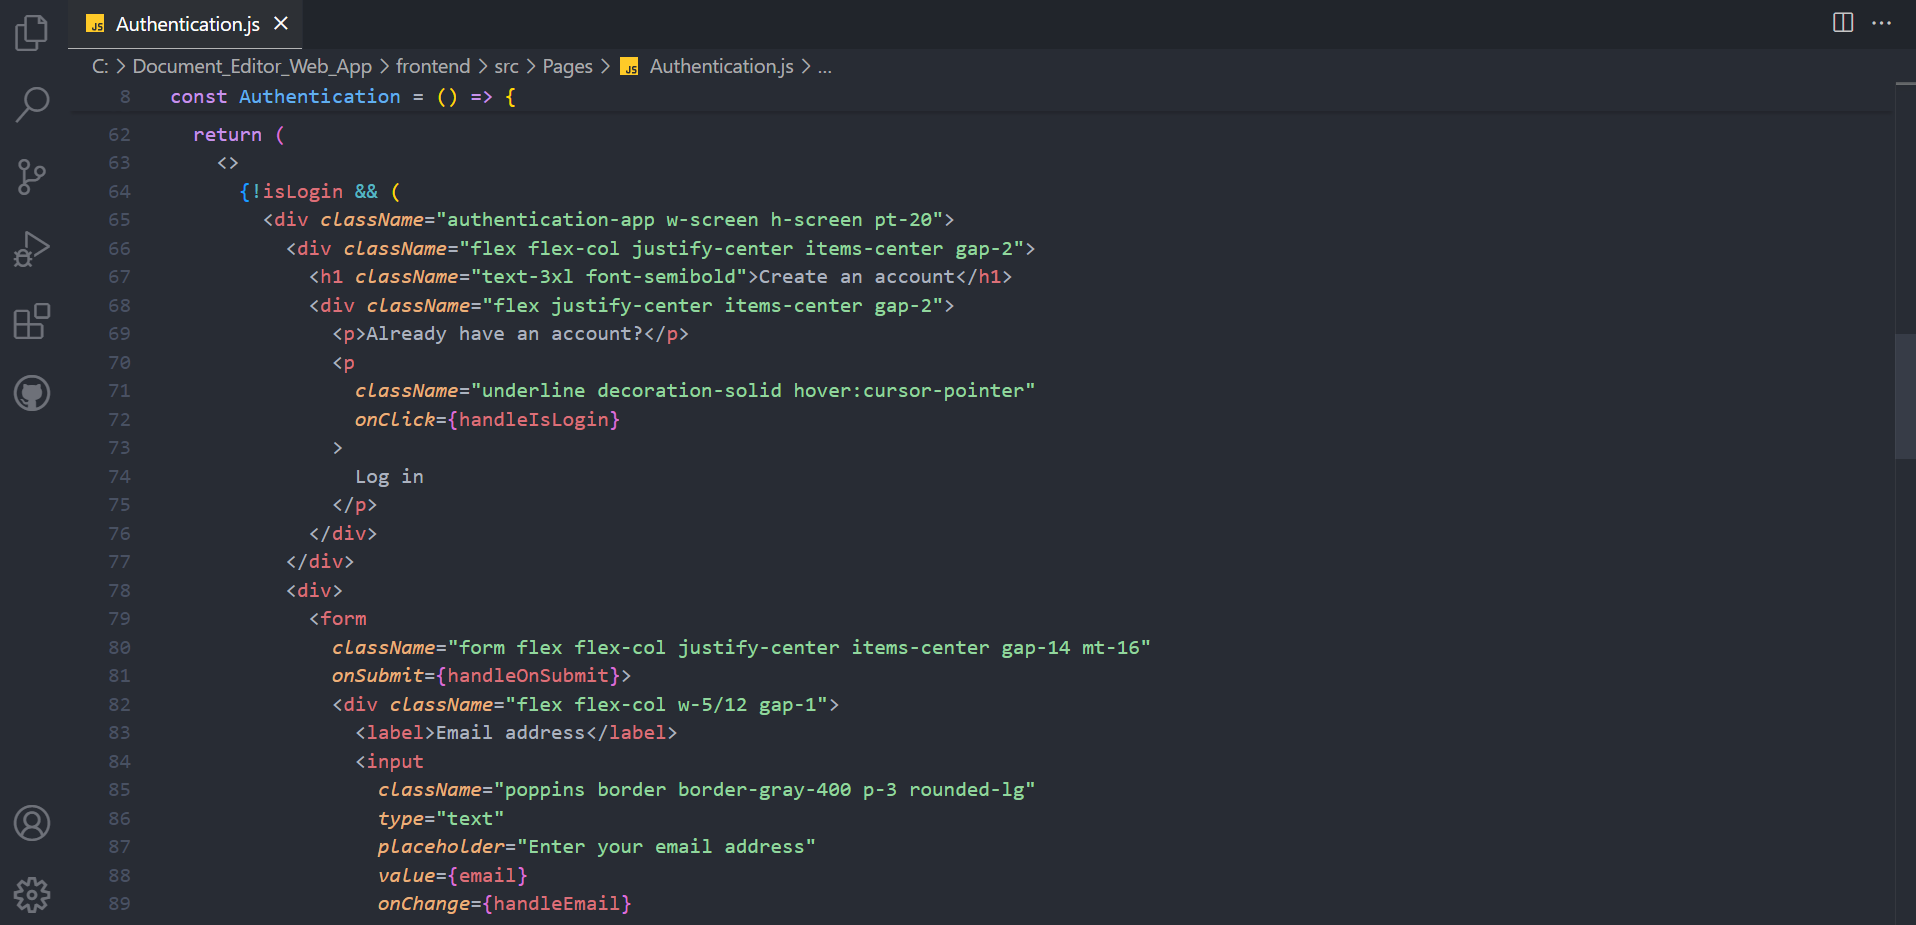 JS Authentication.js
C: > Document_Editor_Web_App > frontend > src > Pages > JS Authentication.js > ...
8 const Authentication = () => {
62 return (
63 <>
64 {!isLogin && (
65 <div className="authentication-app w-screen h-screen pt-20">
66 <div className="flex flex-col justify-center items-center gap-2">
67 <h1 className="text-3xl font-semibold">Create an account</h1>
68 <div className="flex justify-center items-center gap-2">
69 <p>Already have an account?</p>
70 <p
71 className="underline decoration-solid hover:cursor-pointer"
72 onClick={handleIsLogin}
73 >
74 Log in
75 </p>
76 </div>
77 </div>
78 <div>
79 <form
80 className="form flex flex-col justify-center items-center gap-14 mt-16"
81 onSubmit={handleOnSubmit}>
82 <div className="flex flex-col w-5/12 gap-1">
83 <label>Email address</label>
84 <input
85 className="poppins border border-gray-400 p-3 rounded-lg"
86 type="text"
87 placeholder="Enter your email address"
88 value={email}
89 onChange={handleEmail}